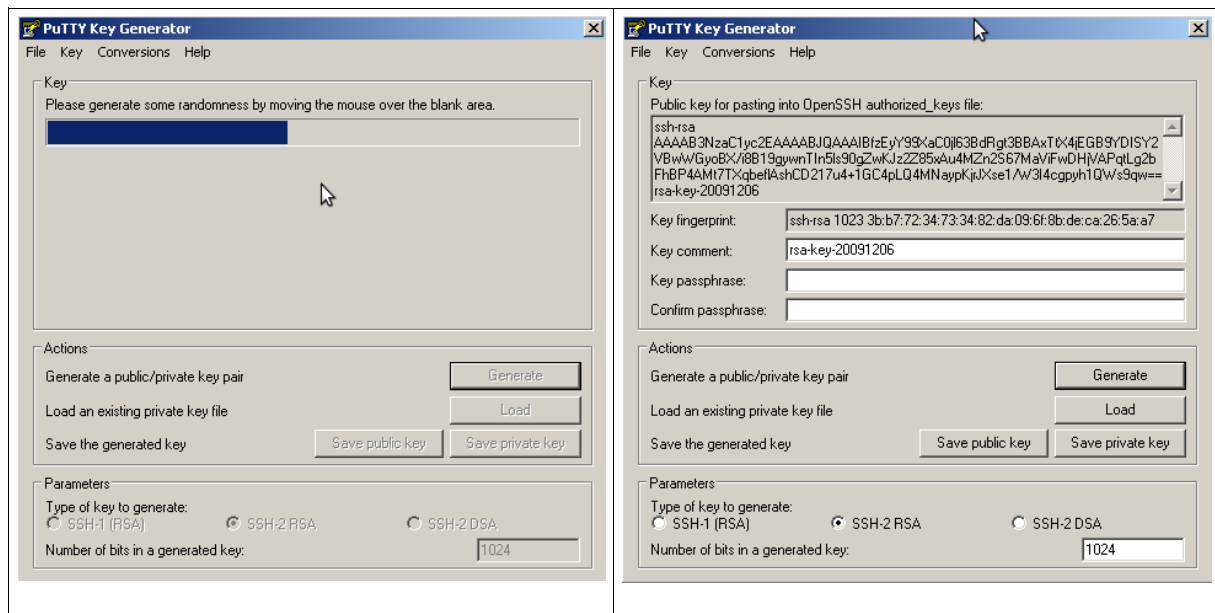 PuTTY Key Generator
File Key Conversions Help
Key
Please generate some randomness by moving the mouse over the blank area.
Actions
Generate a public/private key pair
Generate
Load an existing private key file
Load
Save the generated key
Save public key
Save private key
Parameters
Type of key to generate:
SSH-1 (RSA)
SSH-2 RSA
SSH-2 DSA
Number of bits in a generated key:
1024
PuTTY Key Generator
File Key Conversions Help
Key
Public key for pasting into OpenSSH authorized_keys file:
ssh-rsa
AAAAB3NzaC1yc2EAAAABJQAAAIBfzEyY99XaC0jl63BdRgt3BBAxTtX4jEGB9YDISY2
VBwWGyoBX/i8B19gywnTIn5ls90gZwKJz2Z85xAu4MZn2S67MaViFwDHjVAPqtLg2b
FhBP4AMt7TXqbeflAshCD217u4+1GC4pLQ4MNaypKjrJXse1/W3I4cgpyh1QWs9qw==
rsa-key-20091206
Key fingerprint:
ssh-rsa 1023 3b:b7:72:34:73:34:82:da:09:6f:8b:de:ca:26:5a:a7
Key comment:
rsa-key-20091206
Key passphrase:
Confirm passphrase:
Actions
Generate a public/private key pair
Generate
Load an existing private key file
Load
Save the generated key
Save public key
Save private key
Parameters
Type of key to generate:
SSH-1 (RSA)
SSH-2 RSA
SSH-2 DSA
Number of bits in a generated key:
1024